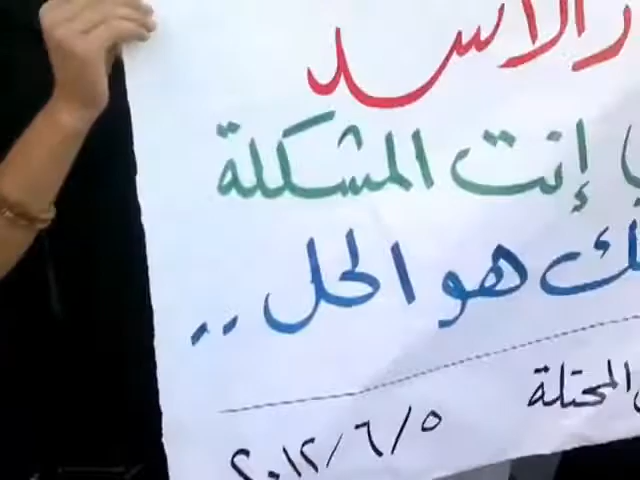 الأسد
إنت المشكلة
هو الحل ..
المحتلة
٢٠١٢/٦/٥